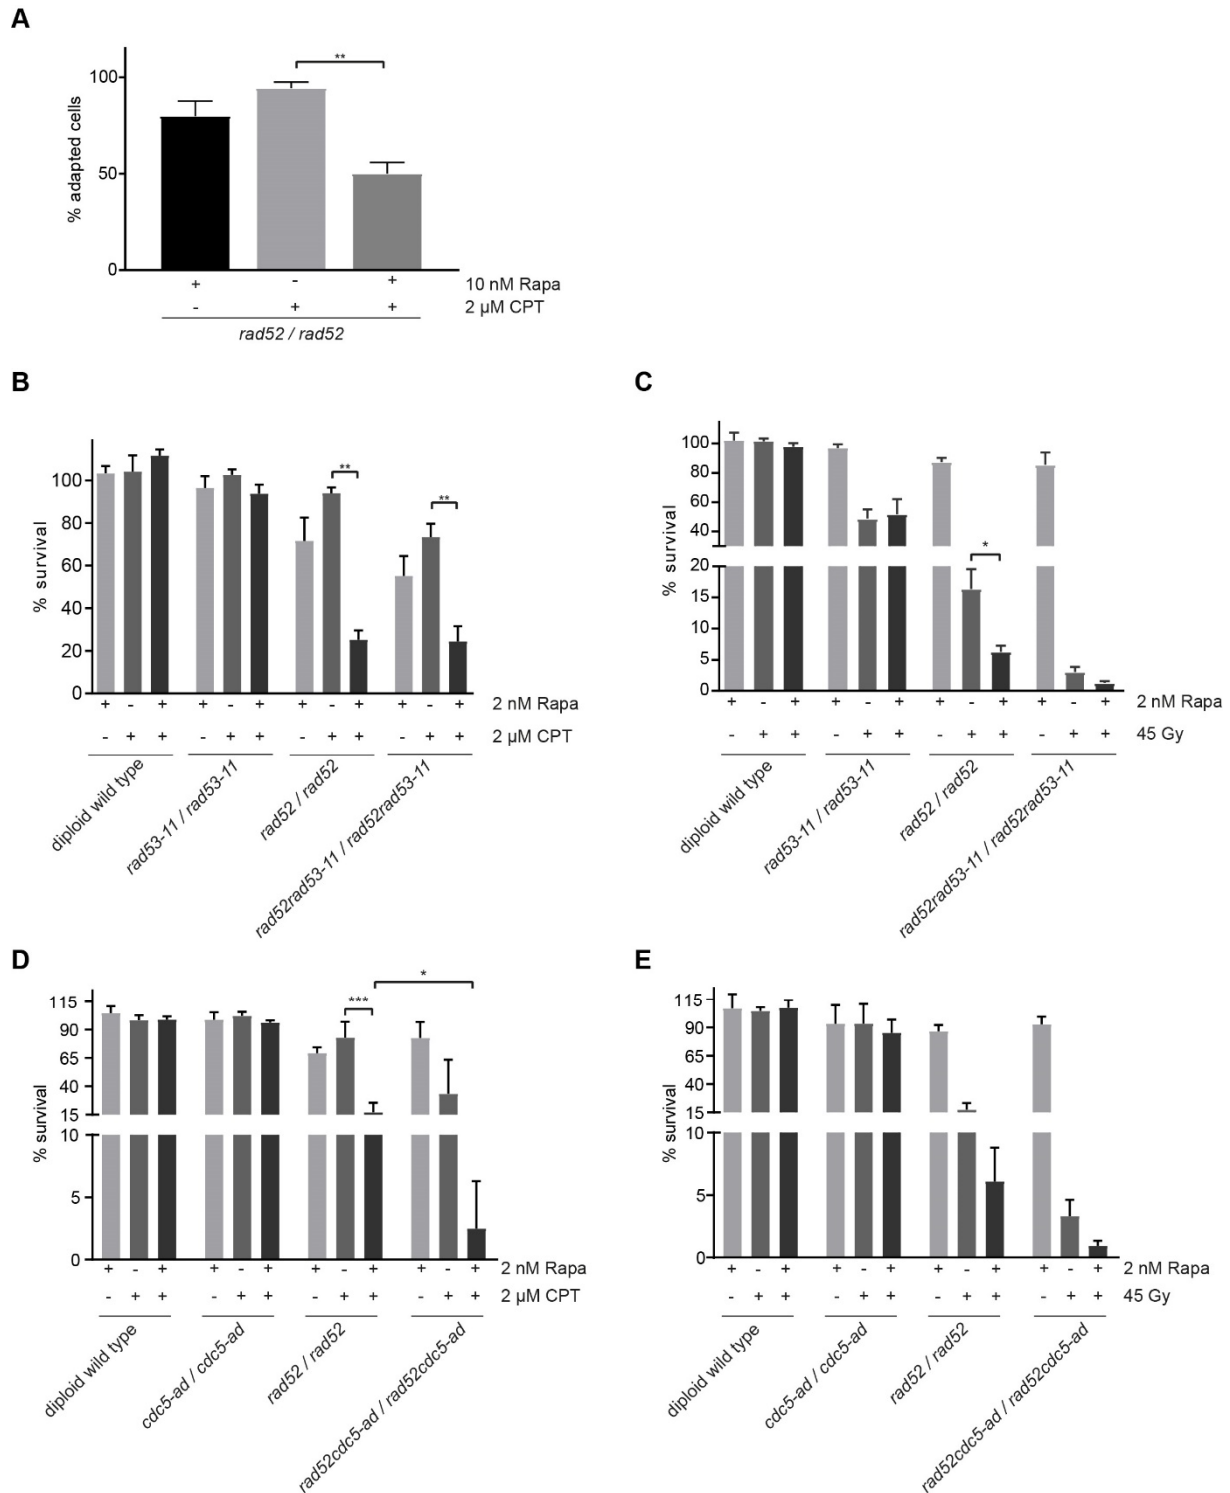 A
% adapted cells
100
50
0
**
+ - + 10 nM Rapa
- + + 2 µM CPT
rad52 / rad52
B
% survival
100
80
60
40
20
0
**
**
+ - + + - + + - + + - + 2 nM Rapa
- + + - + + - + + - + + 2 µM CPT
diploid wild type
rad53-11 / rad53-11
rad52 / rad52
rad52rad53-11 / rad52rad53-11
C
% survival
100
80
60
40
20
15
10
5
0
*
+ - + + - + + - + + - + 2 nM Rapa
- + + - + + - + + - + + 45 Gy
diploid wild type
rad53-11 / rad53-11
rad52 / rad52
rad52rad53-11 / rad52rad53-11
D
% survival
115
90
65
40
15
10
5
0
***
*
+ - + + - + + - + + - + 2 nM Rapa
- + + - + + - + + - + + 2 µM CPT
diploid wild type
cdc5-ad / cdc5-ad
rad52 / rad52
rad52cdc5-ad / rad52cdc5-ad
E
% survival
115
90
65
40
15
10
5
0
+ - + + - + + - + + - + 2 nM Rapa
- + + - + + - + + - + + 45 Gy
diploid wild type
cdc5-ad / cdc5-ad
rad52 / rad52
rad52cdc5-ad / rad52cdc5-ad